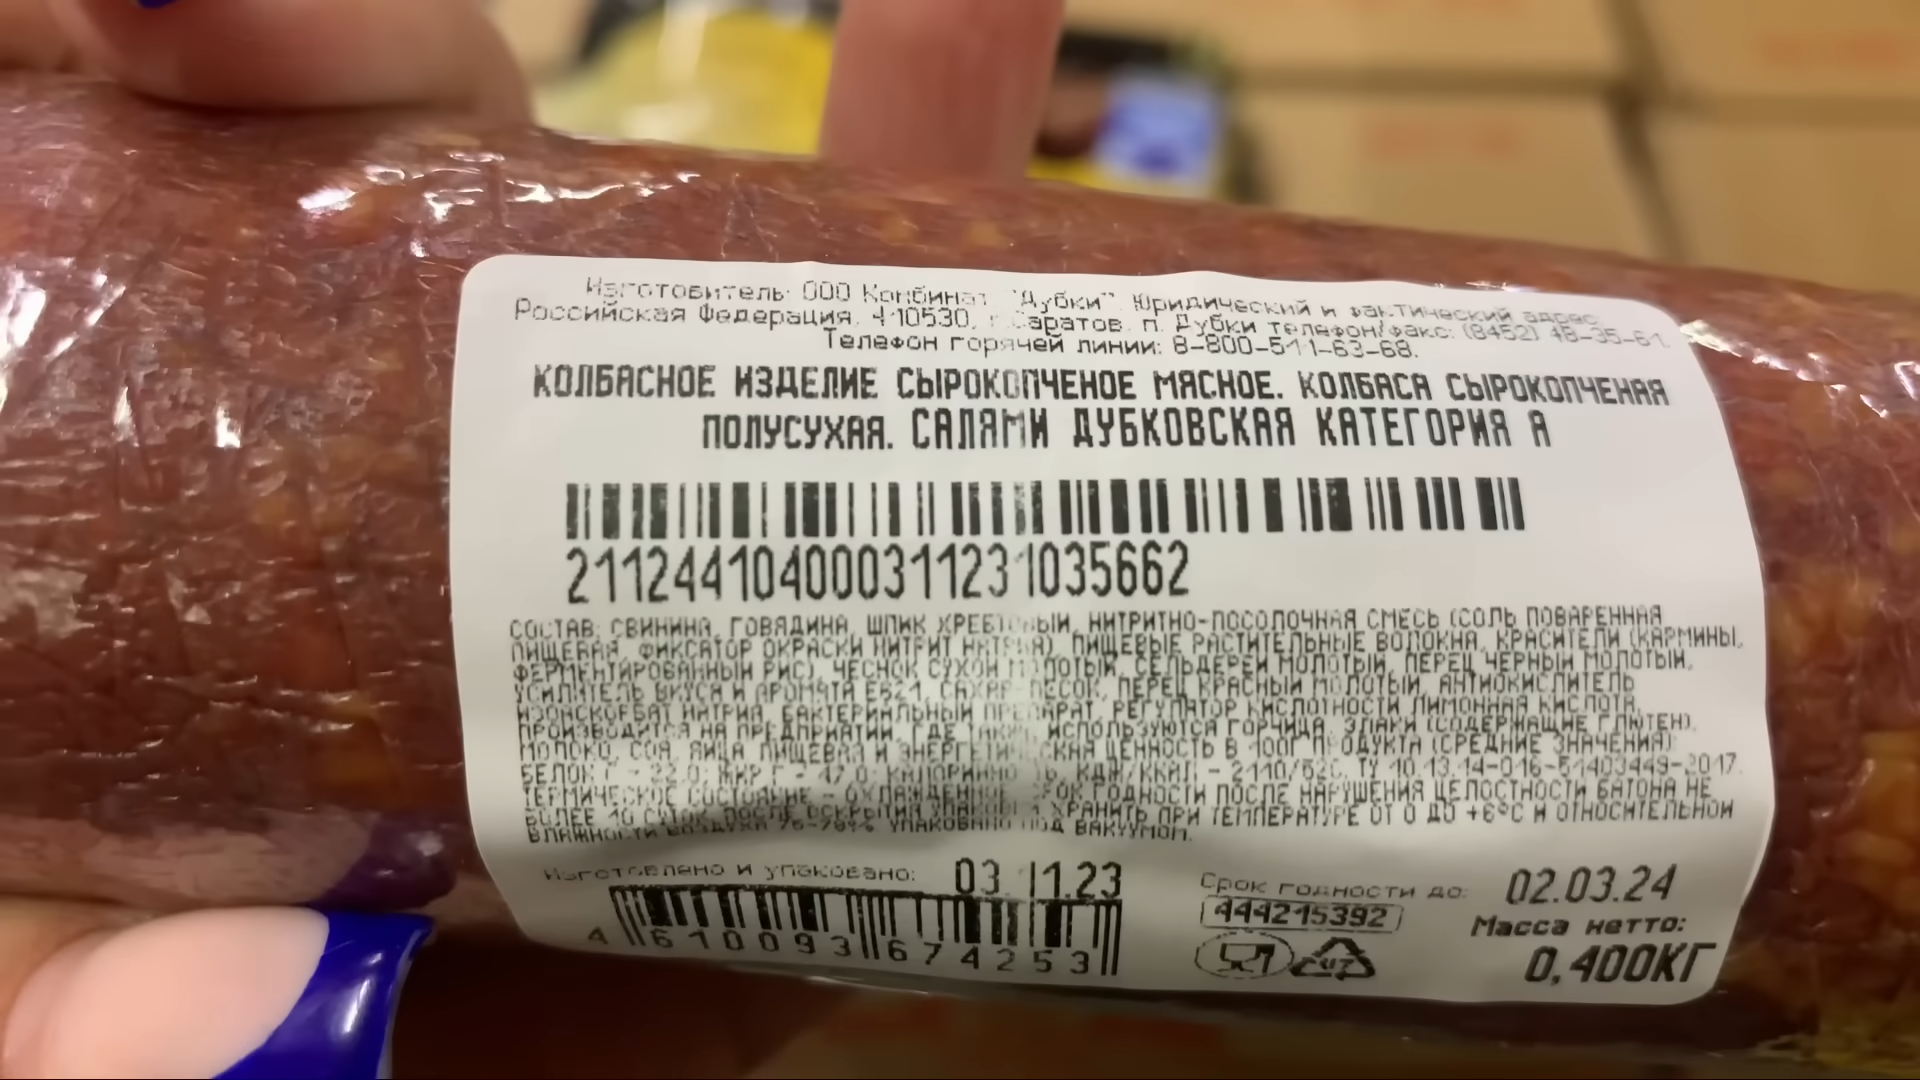 Изготовитель: ООО Комбинат "Дубки". Юридический и фактический адрес:
Российская Федерация, 410530, г.Саратов, п. Дубки телефон/факс: (8452) 48-35-61.
Телефон горячей линии: 8-800-511-63-68.
КОЛБАСНОЕ ИЗДЕЛИЕ СЫРОКОПЧЕНОЕ МЯСНОЕ. КОЛБАСА СЫРОКОПЧЕНАЯ
ПОЛУСУХАЯ. САЛЯМИ ДУБКОВСКАЯ КАТЕГОРИЯ А
211244104000311231035662
СОСТАВ: СВИНИНА, ГОВЯДИНА, ШПИК ХРЕБТОВЫЙ, НИТРИТНО-ПОСОЛОЧНАЯ СМЕСЬ (СОЛЬ ПОВАРЕННАЯ
ПИЩЕВАЯ, ФИКСАТОР ОКРАСКИ НИТРИТ НАТРИЯ), ПИЩЕВЫЕ РАСТИТЕЛЬНЫЕ ВОЛОКНА, КРАСИТЕЛИ (КАРМИНЫ,
ФЕРМЕНТИРОВАННЫЙ РИС), ЧЕСНОК СУХОЙ МОЛОТЫЙ, СЕЛЬДЕРЕЙ МОЛОТЫЙ, ПЕРЕЦ ЧЕРНЫЙ МОЛОТЫЙ,
УСИЛИТЕЛЬ ВКУСА И АРОМАТА Е621, САХАР-ПЕСОК, ПЕРЕЦ КРАСНЫЙ МОЛОТЫЙ, АНТИОКИСЛИТЕЛЬ
ИЗОАСКОРБАТ НАТРИЯ, БАКТЕРИАЛЬНЫЙ ПРЕПАРАТ, РЕГУЛЯТОР КИСЛОТНОСТИ ЛИМОННАЯ КИСЛОТА.
ПРОИЗВОДИТСЯ НА ПРЕДПРИЯТИИ, ГДЕ ТАКЖЕ ИСПОЛЬЗУЮТСЯ ГОРЧИЦА, ЗЛАКИ (СОДЕРЖАЩИЕ ГЛЮТЕН),
МОЛОКО, СОЯ, ЯЙЦА. ПИЩЕВАЯ И ЭНЕРГЕТИЧЕСКАЯ ЦЕННОСТЬ В 100Г ПРОДУКТА (СРЕДНИЕ ЗНАЧЕНИЯ):
БЕЛОК Г - 22.0; ЖИР Г - 47.0; КАЛОРИЙНОСТЬ, КДЖ/ККАЛ - 2110/520. ТУ 10.13.14-016-51403449-2017.
ТЕРМИЧЕСКОЕ СОСТОЯНИЕ - ОХЛАЖДЕННОЕ. СРОК ГОДНОСТИ ПОСЛЕ НАРУШЕНИЯ ЦЕЛОСТНОСТИ БАТОНА НЕ
БОЛЕЕ 10 СУТОК. ПОСЛЕ ВСКРЫТИЯ УПАКОВКИ ХРАНИТЬ ПРИ ТЕМПЕРАТУРЕ ОТ 0 ДО +6°С И ОТНОСИТЕЛЬНОЙ
ВЛАЖНОСТИ ВОЗДУХА 75-78% УПАКОВАНО ПОД ВАКУУМОМ.
Изготовлено и упаковано: 03.11.23
Срок годности до: 02.03.24
444215392
Масса нетто:
0,400КГ
4 610093 674253